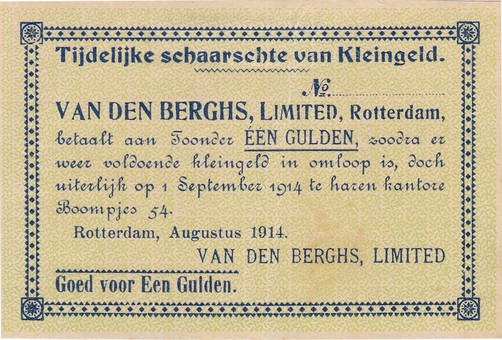 Tijdelijke schaarschte van Kleingeld.
No.
VAN DEN BERGHS, LIMITED, Rotterdam,
betaalt aan Toonder ÉÉN GULDEN, zoodra er
weer voldoende kleingeld in omloop is, doch
uiterlijk op 1 September 1914 te haren kantore
Boompjes 54.
Rotterdam, Augustus 1914.
VAN DEN BERGHS, LIMITED
Goed voor Een Gulden.